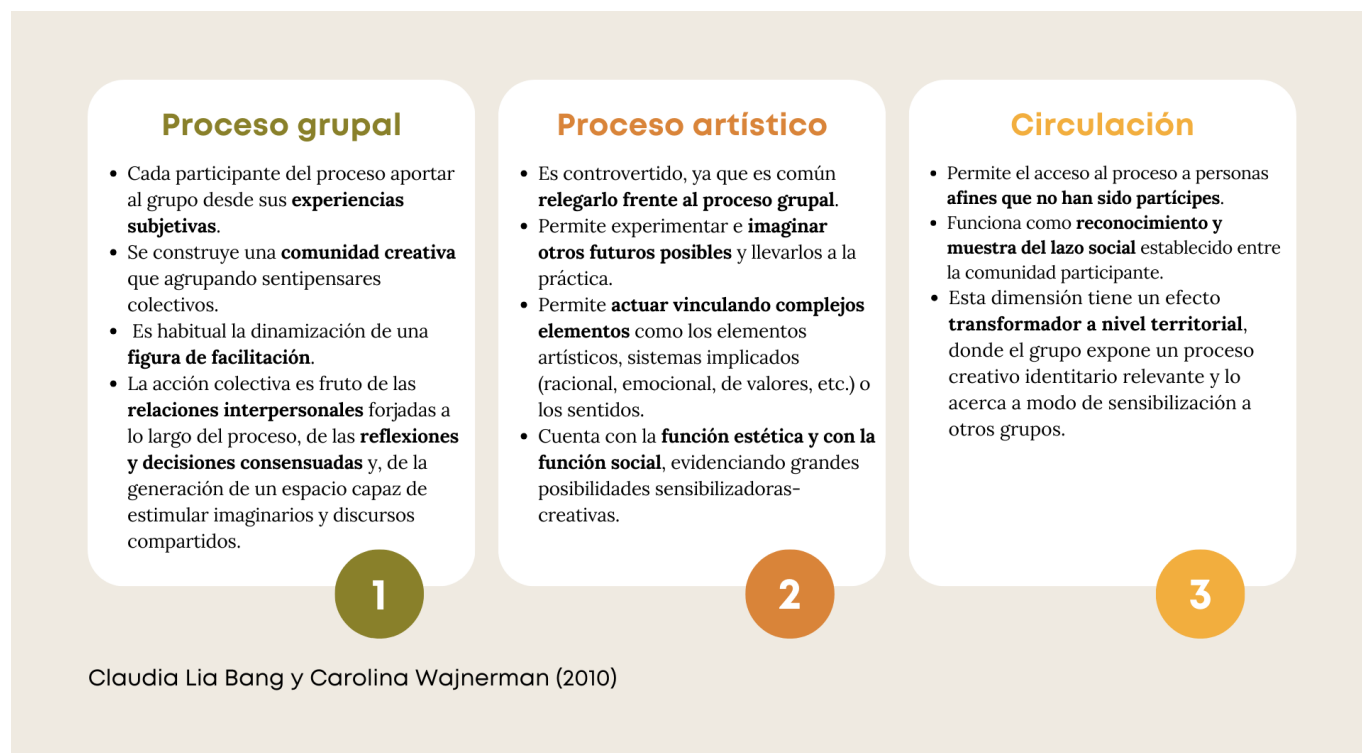 Proceso grupal
Cada participante del proceso aportar
al grupo desde sus experiencias
subjetivas.
Se construye una comunidad creativa
que agrupando sentipensares
colectivos.
Es habitual la dinamización de una
figura de facilitación.
La acción colectiva es fruto de las
relaciones interpersonales forjadas a
lo largo del proceso, de las reflexiones
y decisiones consensuadas y, de la
generación de un espacio capaz de
estimular imaginarios y discursos
compartidos.
1
Proceso artístico
Es controvertido, ya que es común
relegarlo frente al proceso grupal.
Permite experimentar e imaginar
otros futuros posibles y llevarlos a la
práctica.
Permite actuar vinculando complejos
elementos como los elementos
artísticos, sistemas implicados
(racional, emocional, de valores, etc.) o
los sentidos.
Cuenta con la función estética y con la
función social, evidenciando grandes
posibilidades sensibilizadoras-
creativas.
2
Circulación
Permite el acceso al proceso a personas
afines que no han sido partícipes.
Funciona como reconocimiento y
muestra del lazo social establecido entre
la comunidad participante.
Esta dimensión tiene un efecto
transformador a nivel territorial,
donde el grupo expone un proceso
creativo identitario relevante y lo
acerca a modo de sensibilización a
otros grupos.
3
Claudia Lia Bang y Carolina Wajnerman (2010)